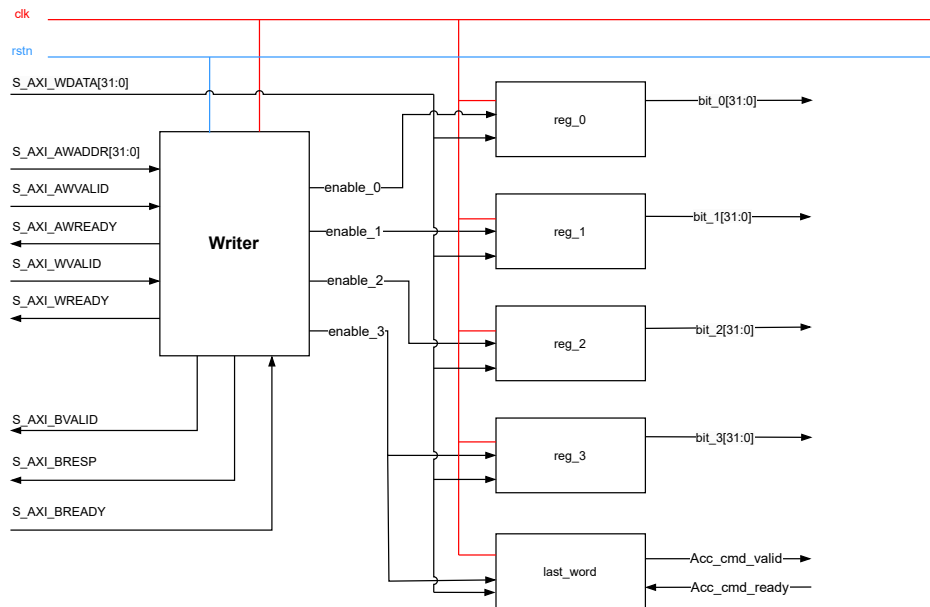 clk
rstn
S_AXI_WDATA[31:0]
bit_0[31:0]
reg_0
S_AXI_AWADDR[31:0]
S_AXI_AWVALID
enable_0
S_AXI_AWREADY
bit_1[31:0]
enable_1
reg_1
Writer
S_AXI_WVALID
enable_2
S_AXI_WREADY
enable_3
bit_2[31:0]
reg_2
S_AXI_BVALID
bit_3[31:0]
reg_3
S_AXI_BRESP
S_AXI_BREADY
Acc_cmd_valid
last_word
Acc_cmd_ready